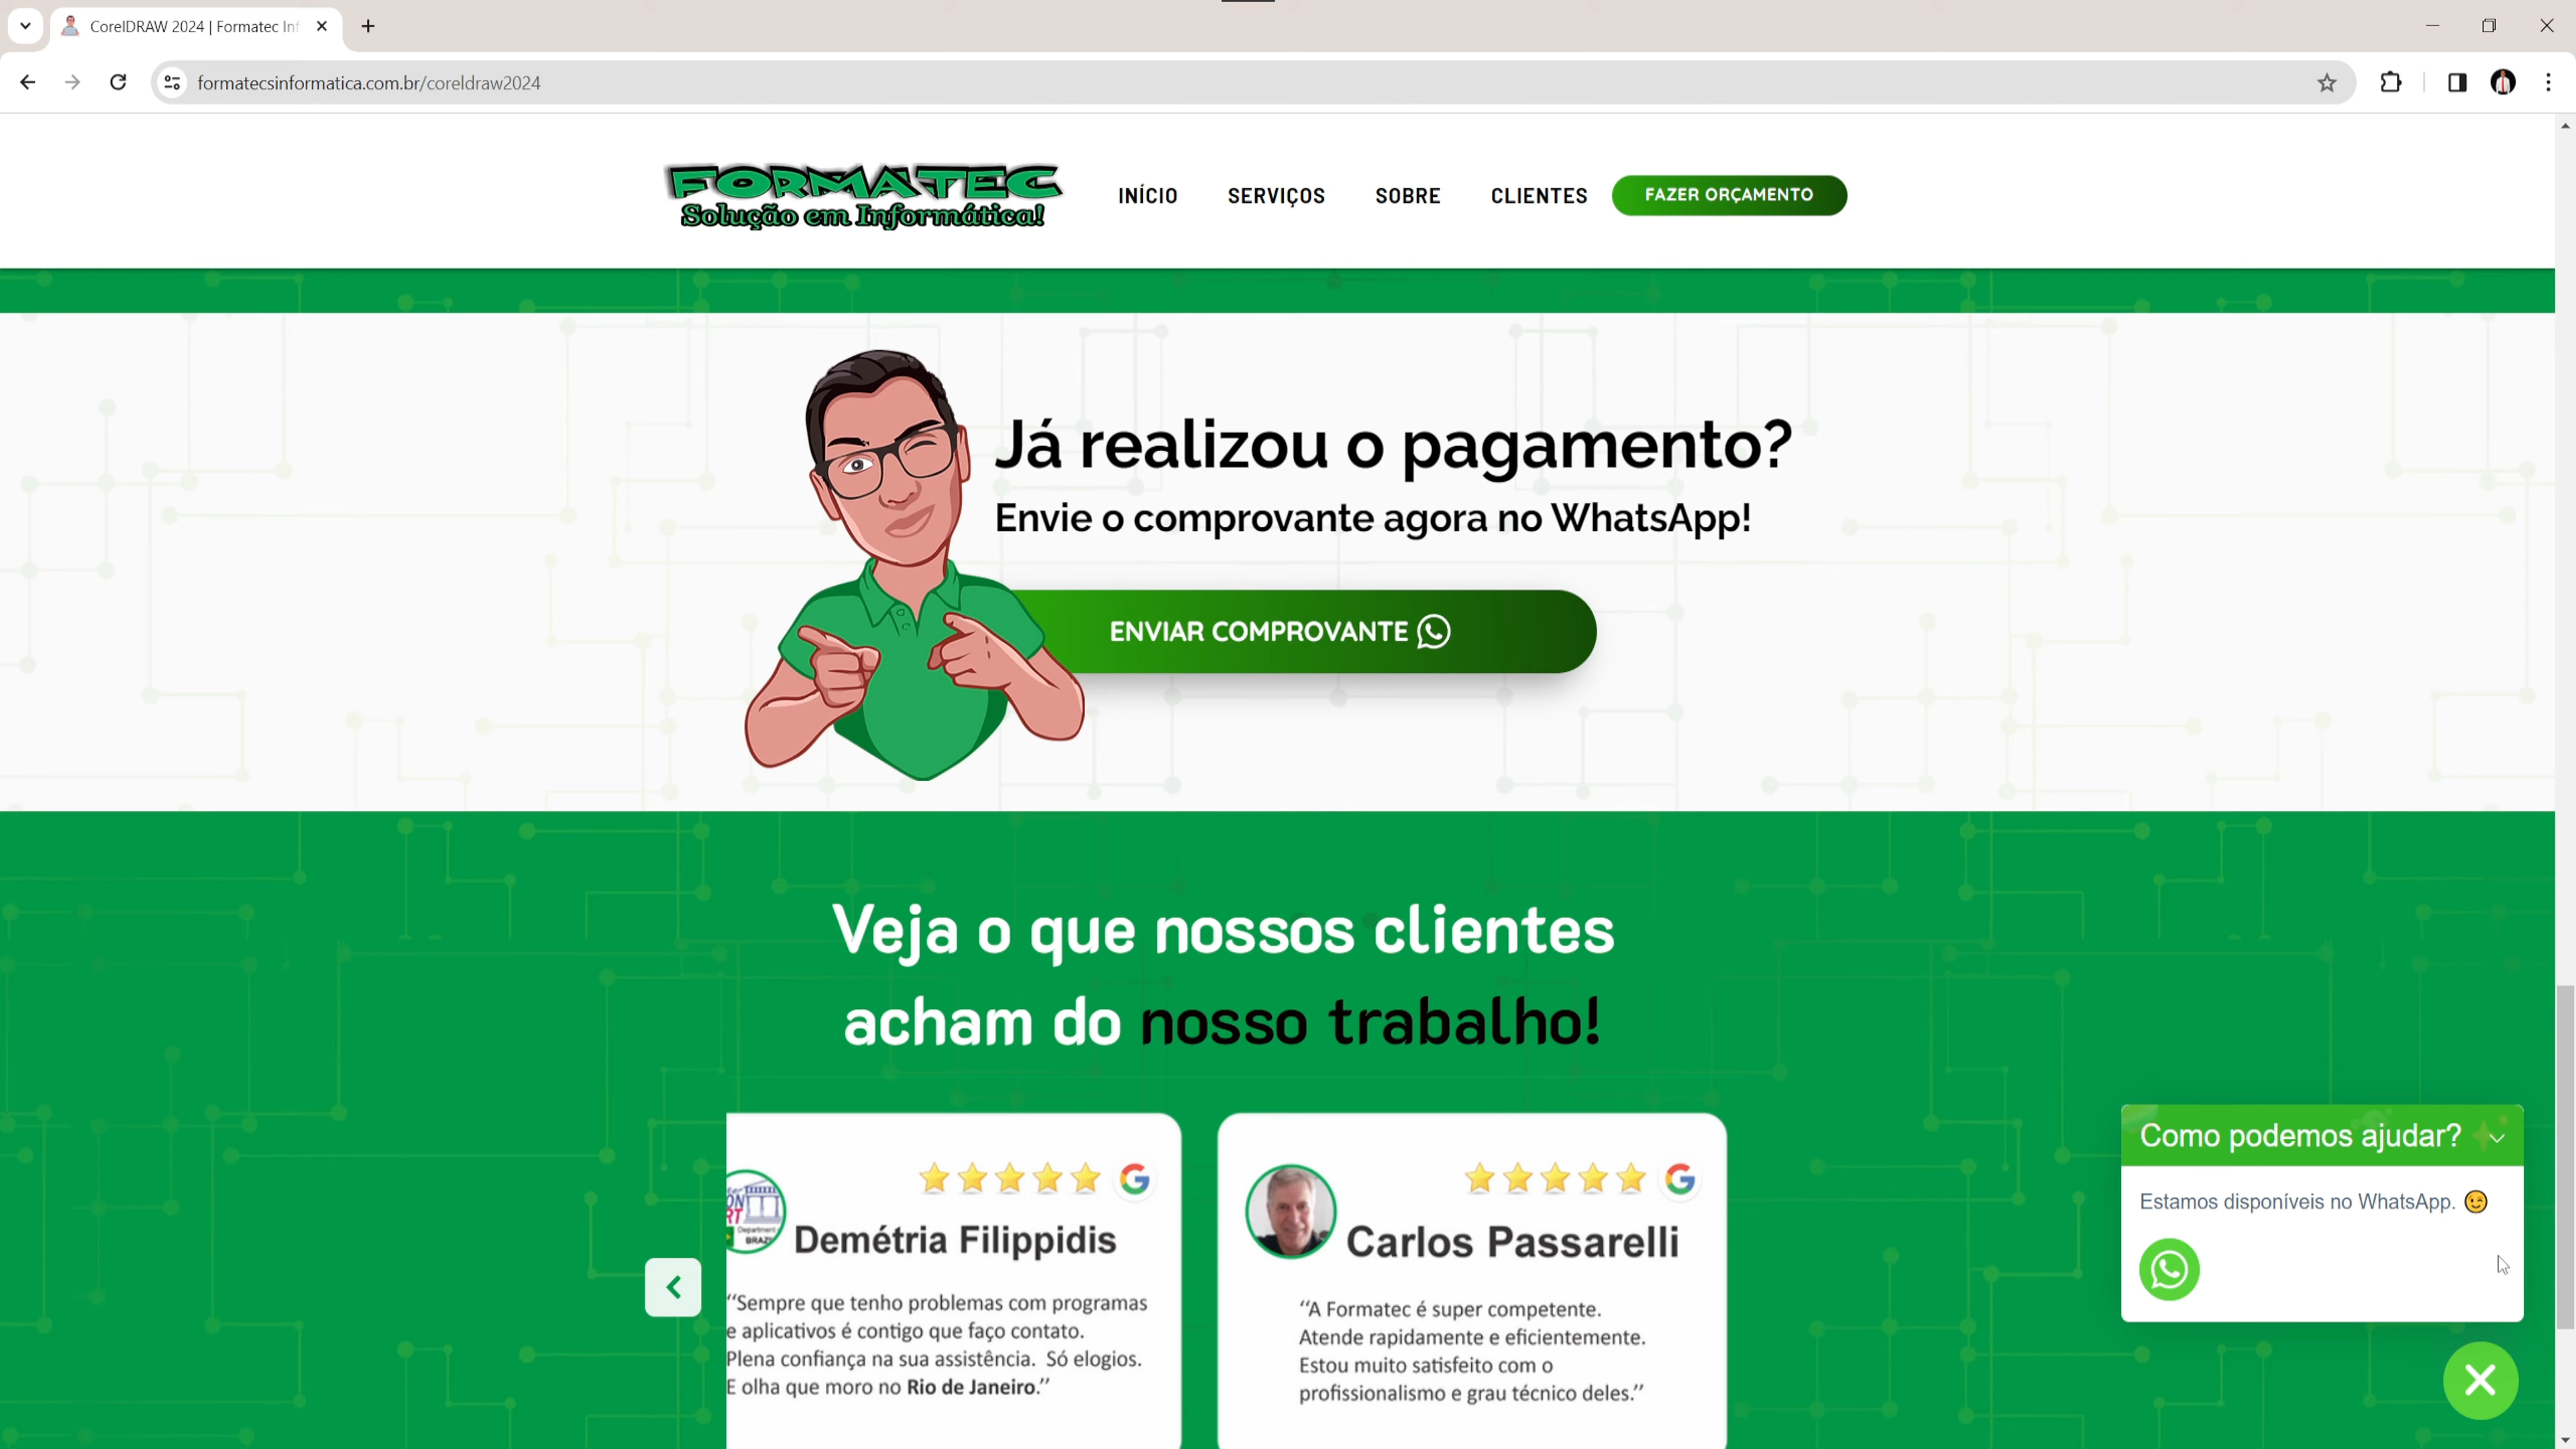 CorelDRAW 2024 | Formatec Inf
formatecsinformatica.com.br/coreldraw2024
FORMATEC
Solução em Informática!
INÍCIO
SERVIÇOS
SOBRE
CLIENTES
FAZER ORÇAMENTO
Já realizou o pagamento?
Envie o comprovante agora no WhatsApp!
ENVIAR COMPROVANTE
Veja o que nossos clientes
acham do nosso trabalho!
Demétria Filippidis
“Sempre que tenho problemas com programas
e aplicativos é contigo que faço contato.
Plena confiança na sua assistência. Só elogios.
E olha que moro no Rio de Janeiro.”
Carlos Passarelli
“A Formatec é super competente.
Atende rapidamente e eficientemente.
Estou muito satisfeito com o
profissionalismo e grau técnico deles.”
Como podemos ajudar?
Estamos disponíveis no WhatsApp. 😉